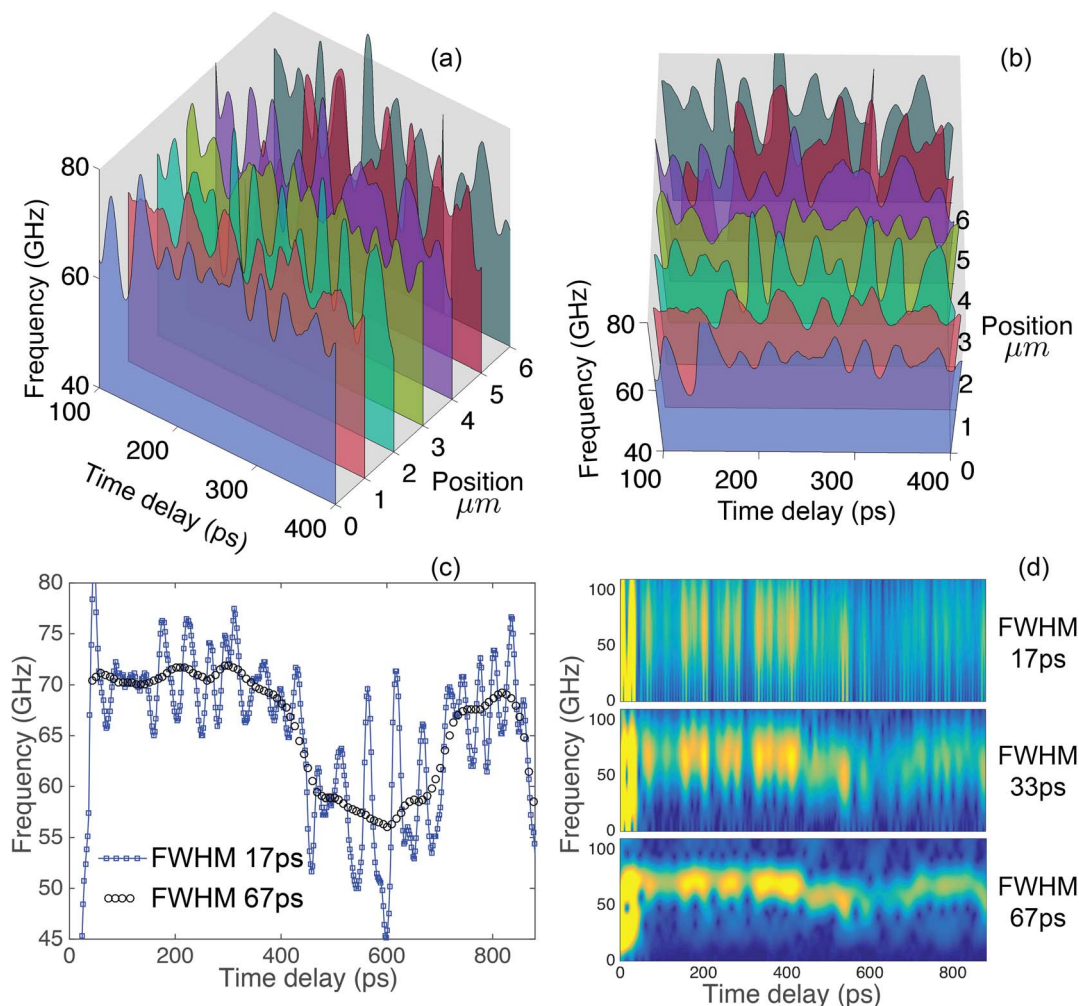 (a)
80
60
40
Frequency (GHz)
100
200
300
400
Time delay (ps)
0
1
2
3
4
5
6
Position
μm
(b)
80
60
40
Frequency (GHz)
100
200
300
400
Time delay (ps)
6
5
4
3
2
1
0
Position
μm
(c)
80
75
70
65
60
55
50
45
Frequency (GHz)
FWHM 17ps
FWHM 67ps
0 200 400 600 800
Time delay (ps)
(d)
100
50
0
FWHM
17ps
100
50
0
FWHM
33ps
100
50
0
FWHM
67ps
Frequency (GHz)
0 200 400 600 800
Time delay (ps)